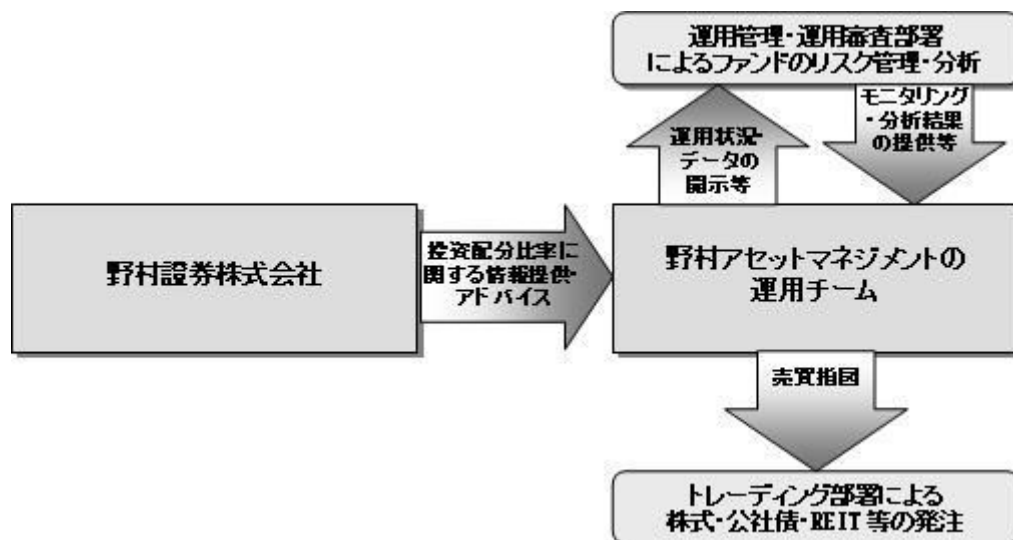 運用管理・運用審査部署
によるファンドのリスク管理・分析
運用状況・
データの
開示等
モニタリング
・分析結果
の提供等
野村證券株式会社
投資配分比率に
関する情報提供・
アドバイス
野村アセットマネジメントの
運用チーム
売買指図
トレーディング部署による
株式・公社債・REIT 等の発注